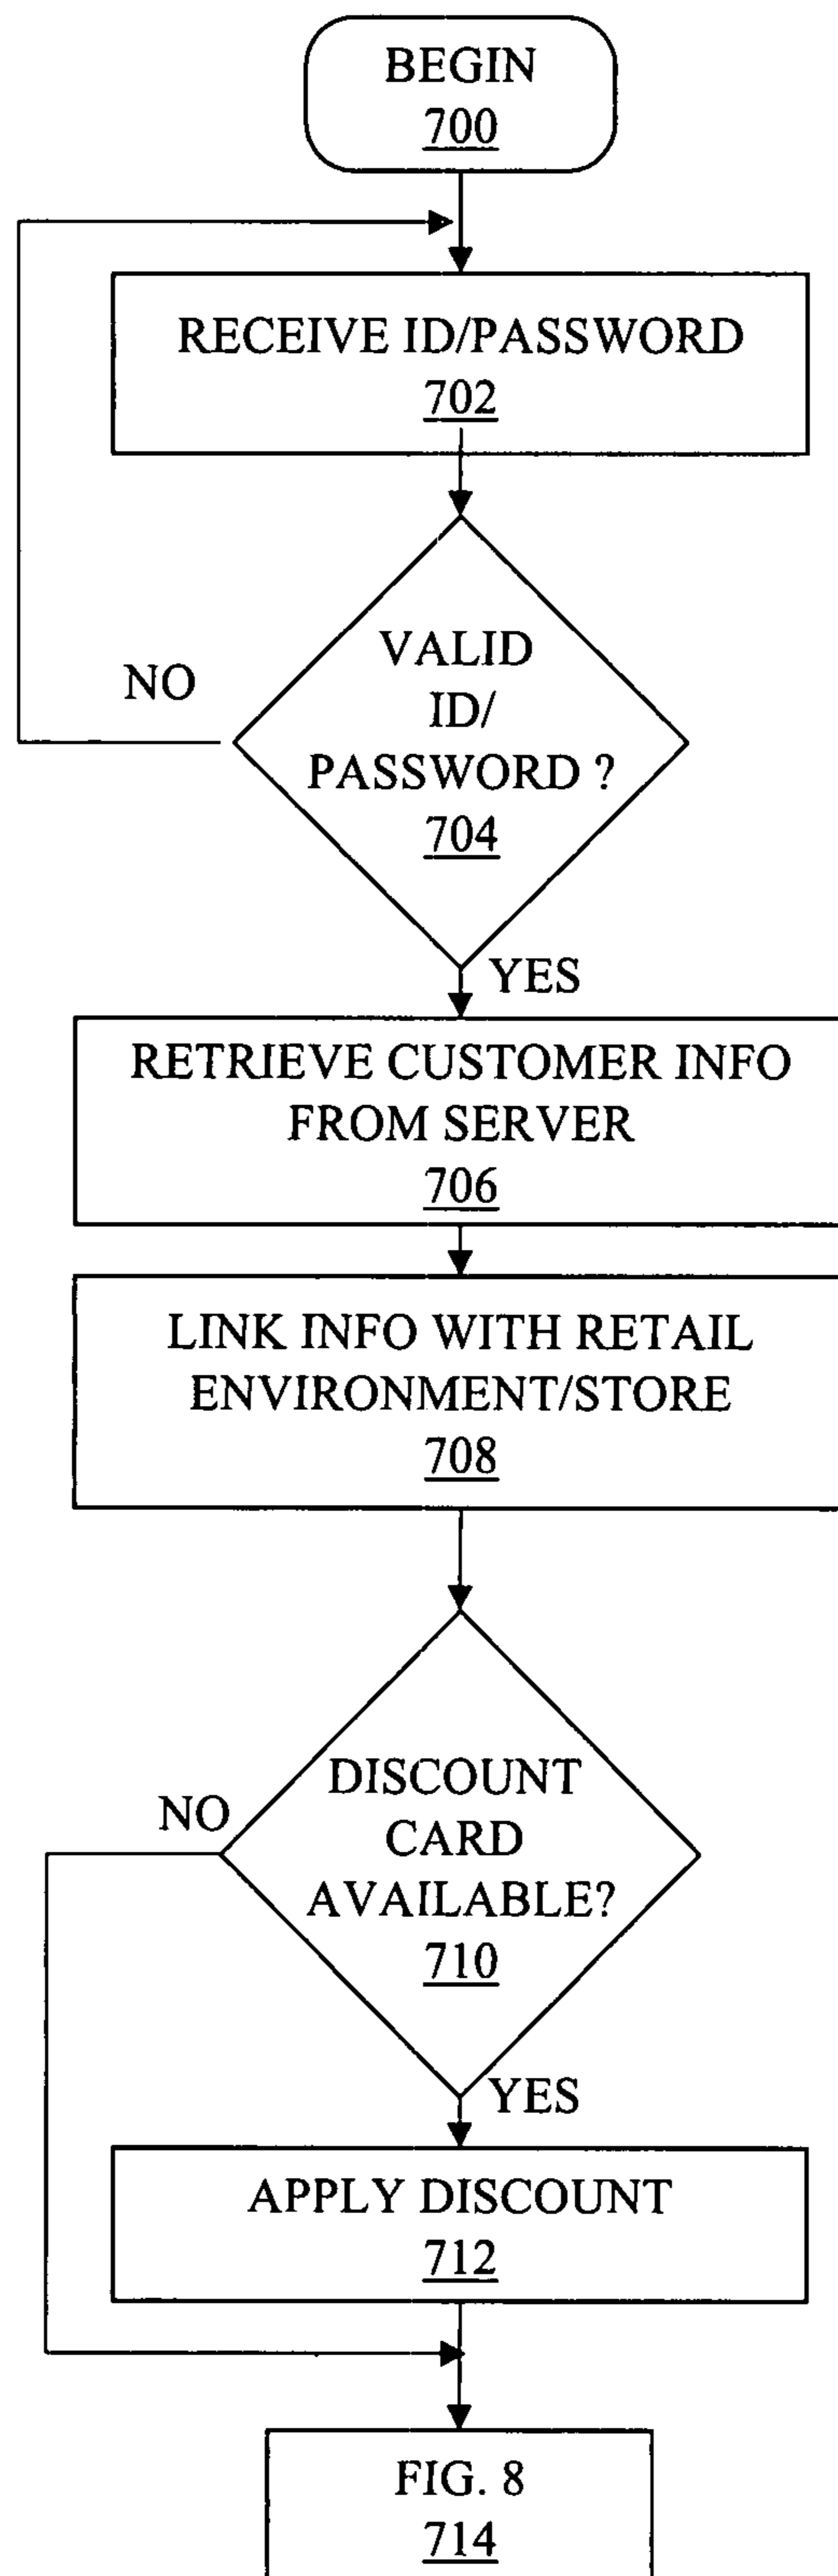 BEGIN
700
RECEIVE ID/PASSWORD
702
VALID
ID/
PASSWORD ?
704
NO
YES
RETRIEVE CUSTOMER INFO
FROM SERVER
706
LINK INFO WITH RETAIL
ENVIRONMENT/STORE
708
DISCOUNT
CARD
AVAILABLE?
710
NO
YES
APPLY DISCOUNT
712
FIG. 8
714